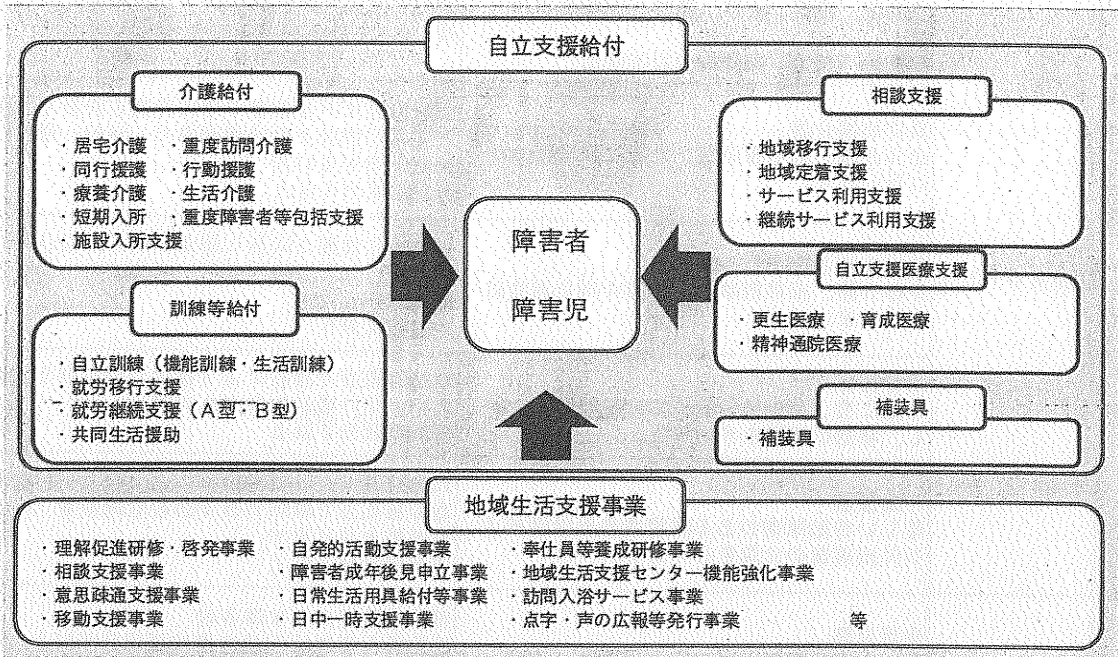 自立支援給付
介護給付
・居宅介護 ・重度訪問介護
・同行援護 ・行動援護
・療養介護 ・生活介護
・短期入所 ・重度障害者等包括支援
・施設入所支援
訓練等給付
・自立訓練（機能訓練・生活訓練）
・就労移行支援
・就労継続支援（A型・B型）
・共同生活援助
障害者
障害児
相談支援
・地域移行支援
・地域定着支援
・サービス利用支援
・継続サービス利用支援
自立支援医療支援
・更生医療 ・育成医療
・精神通院医療
補装具
・補装具
地域生活支援事業
・理解促進研修・啓発事業 ・自発的活動支援事業 ・奉仕員等養成研修事業
・相談支援事業 ・障害者成年後見申立事業 ・地域生活支援センター機能強化事業
・意思疎通支援事業 ・日常生活用具給付等事業 ・訪問入浴サービス事業
・移動支援事業 ・日中一時支援事業 ・点字・声の広報等発行事業 等